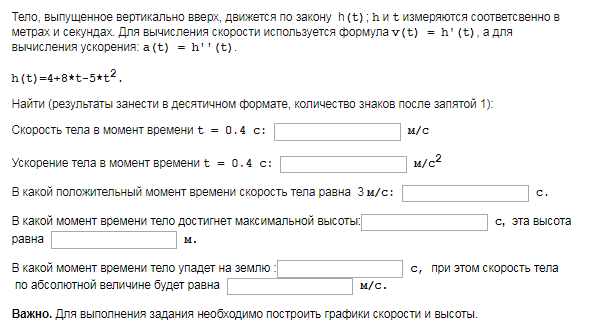 Тело, выпущенное вертикально вверх, движется по закону h(t); h и t измеряются соответсвенно в
метрах и секундах. Для вычисления скорости используется формула v(t) = h'(t), а для
вычисления ускорения: a(t) = h''(t).
h(t)=4+8*t-5*t².
Найти (результаты занести в десятичном формате, количество знаков после запятой 1):
Скорость тела в момент времени t = 0.4 с: м/с
Ускорение тела в момент времени t = 0.4 с: м/с²
В какой положительный момент времени скорость тела равна 3 м/с: с.
В какой момент времени тело достигнет максимальной высоты: с, эта высота
равна м.
В какой момент времени тело упадет на землю : с, при этом скорость тела
по абсолютной величине будет равна м/с.
Важно. Для выполнения задания необходимо построить графики скорости и высоты.